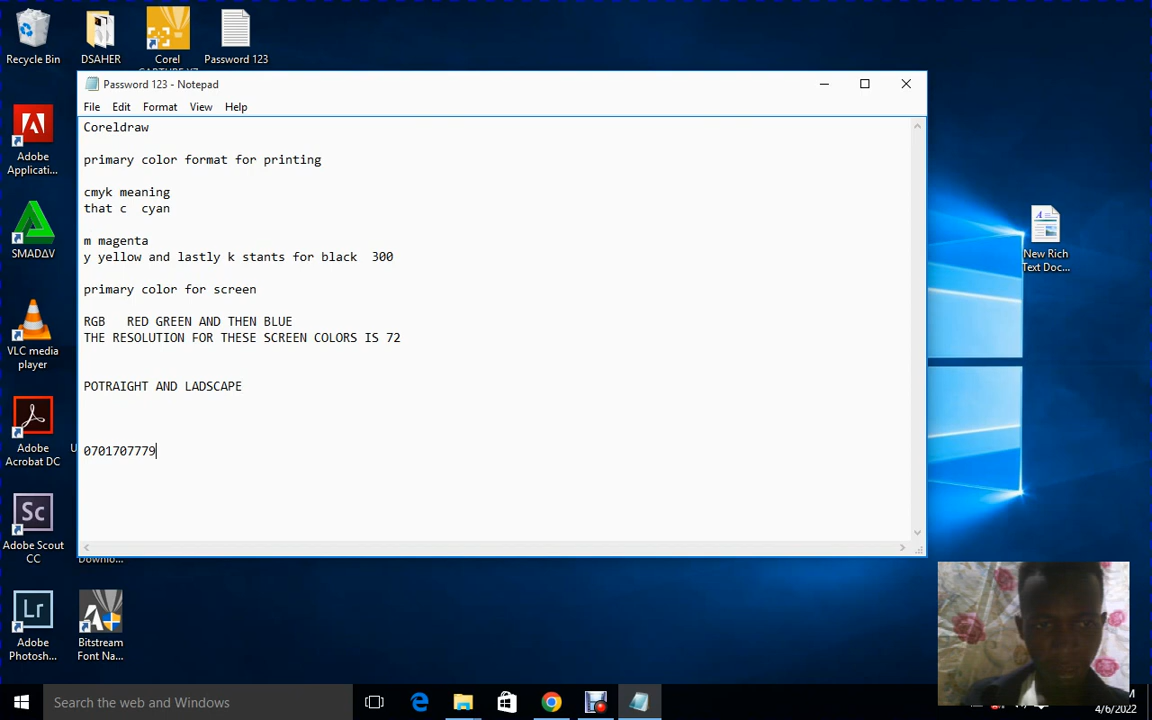 Recycle Bin
DSAHER
Corel
Password 123
Password 123 - Notepad
File Edit Format View Help
Coreldraw
primary color format for printing
cmyk meaning
that c  cyan
m magenta
y yellow and lastly k stants for black  300
primary color for screen
RGB   RED GREEN AND THEN BLUE
THE RESOLUTION FOR THESE SCREEN COLORS IS 72
POTRAIGHT AND LADSCAPE
0701707779
Adobe
Applicati...
SMADΔV
VLC media
player
Adobe
Acrobat DC
Sc
Adobe Scout
CC
Downlo...
Lr
Adobe
Photosh...
Bitstream
Font Na...
New Rich
Text Doc...
Search the web and Windows
4/6/2022